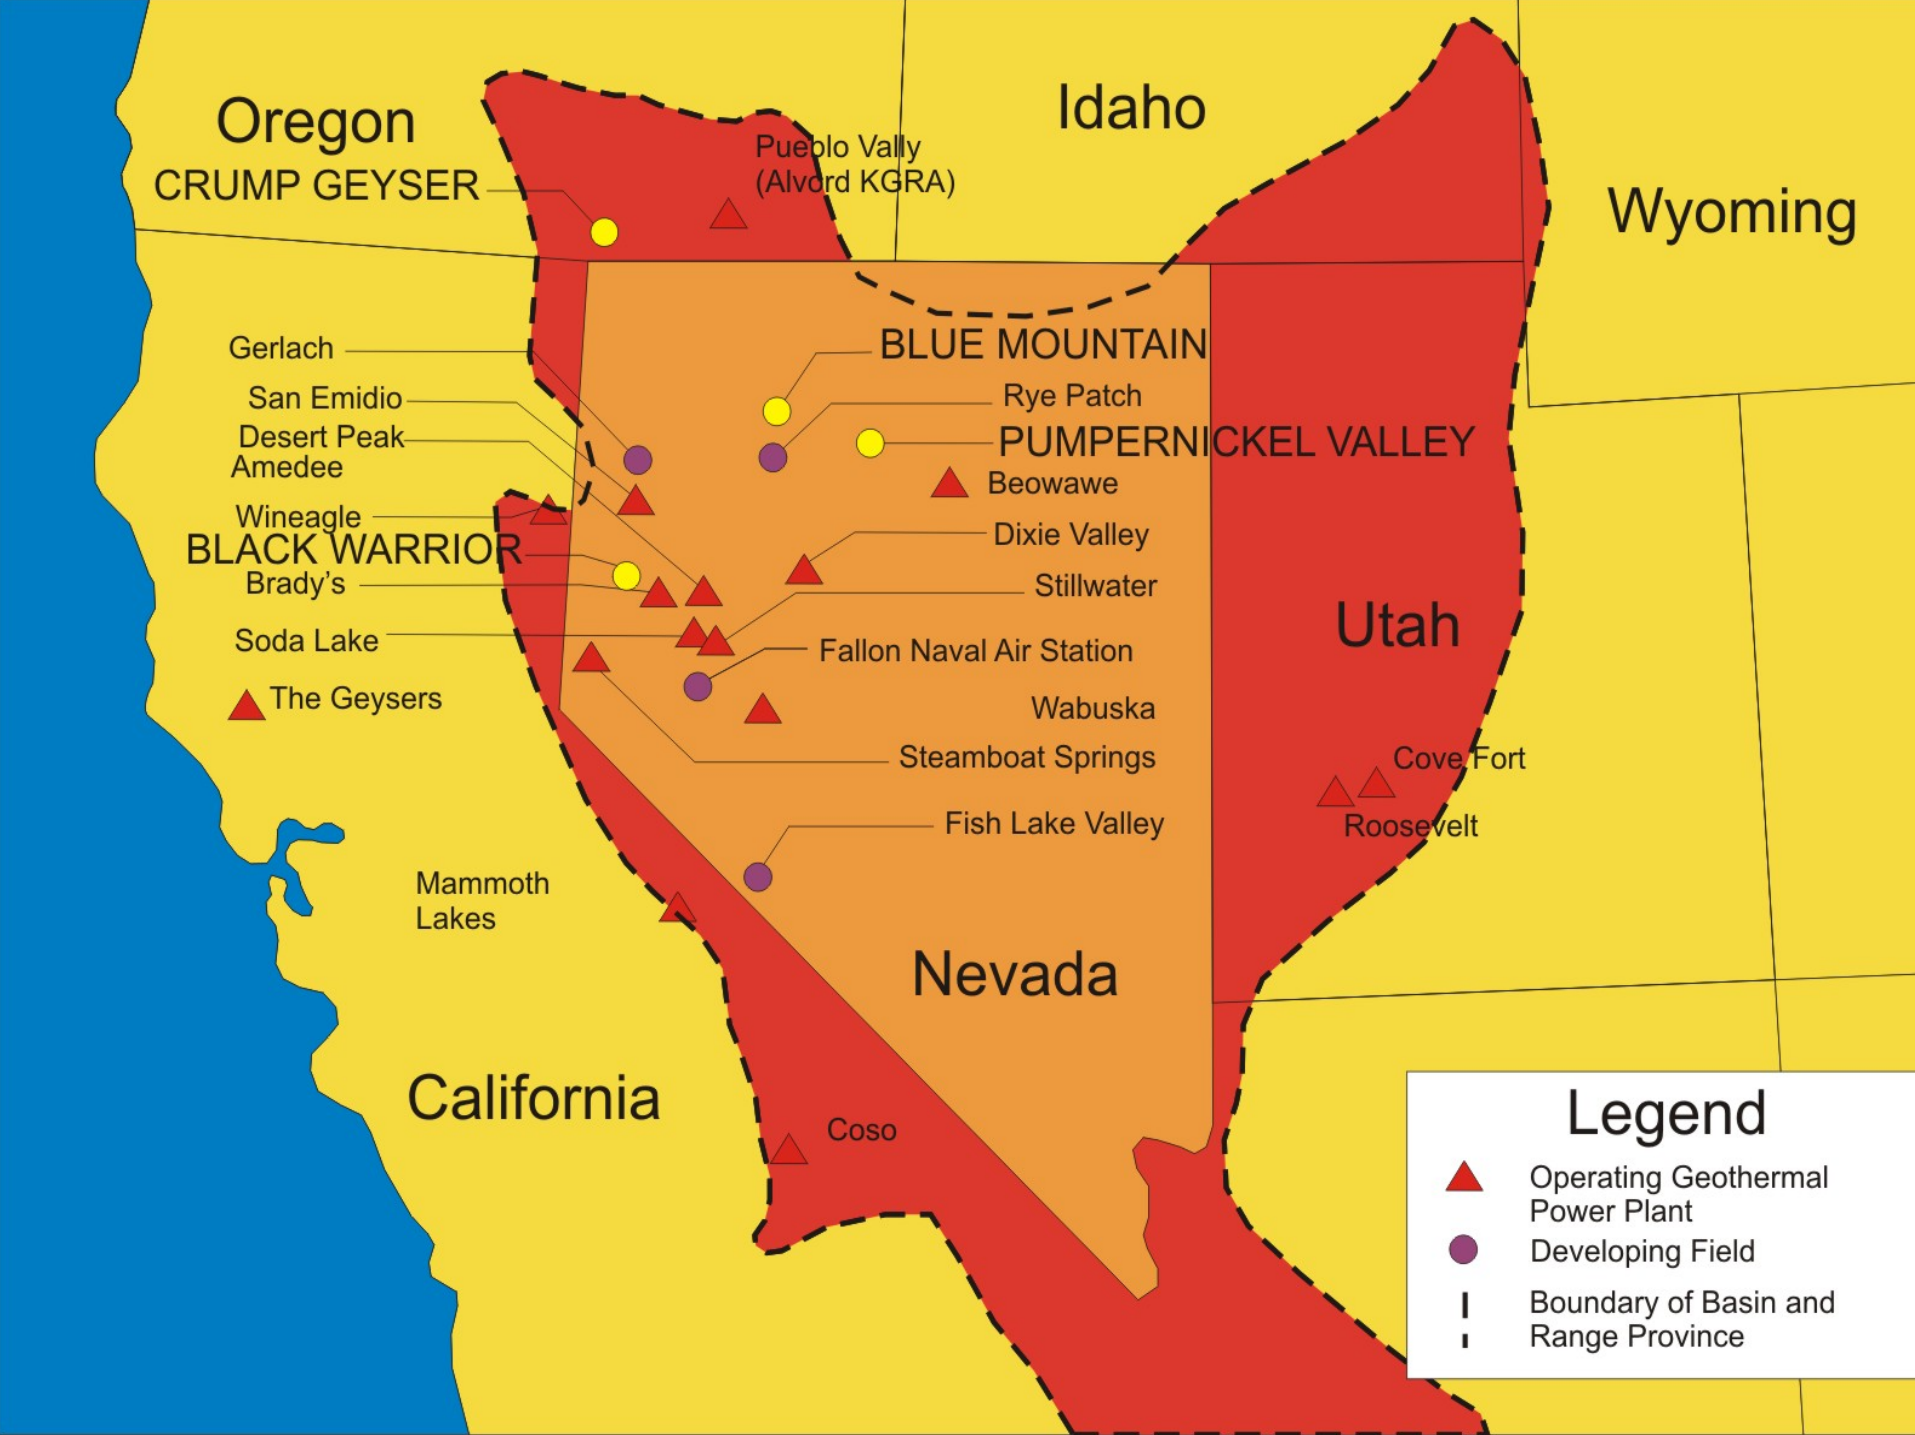 Oregon
Idaho
Wyoming
CRUMP GEYSER
Pueblo Vally
(Alvord KGRA)
Gerlach
San Emidio
Desert Peak
Amedee
Wineagle
BLACK WARRIOR
Brady's
Soda Lake
The Geysers
BLUE MOUNTAIN
Rye Patch
PUMPERNICKEL VALLEY
Beowawe
Dixie Valley
Stillwater
Fallon Naval Air Station
Wabuska
Steamboat Springs
Fish Lake Valley
Utah
Cove Fort
Roosevelt
Mammoth
Lakes
Nevada
California
Coso
Legend
Operating Geothermal
Power Plant
Developing Field
Boundary of Basin and
Range Province